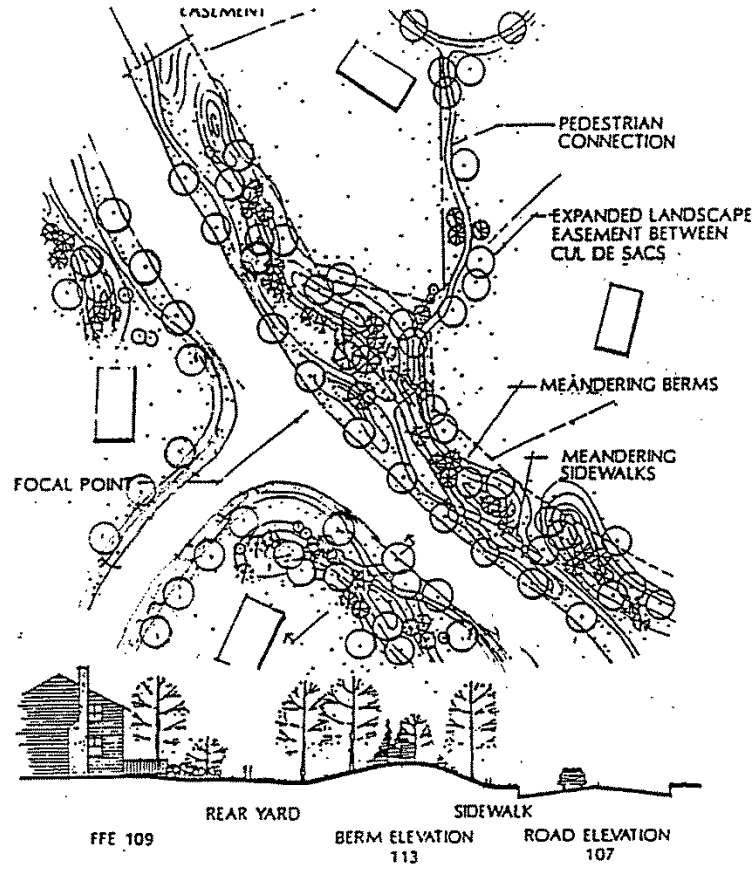 EASEMENT
PEDESTRIAN
CONNECTION
EXPANDED LANDSCAPE
EASEMENT BETWEEN
CUL DE SACS
MEANDERING BERMS
MEANDERING
SIDEWALKS
FOCAL POINT
REAR YARD
SIDEWALK
FFE 109
BERM ELEVATION
113
ROAD ELEVATION
107